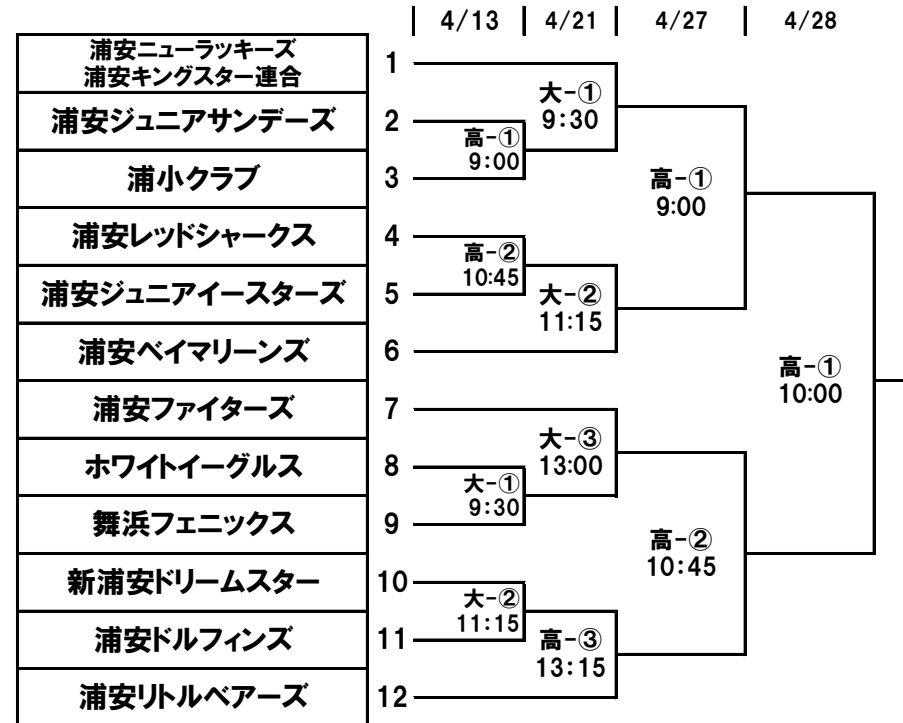 4/13 4/21 4/27 4/28
浦安ニューラッキーズ
浦安キングスター連合
1
大-①
9:30
浦安ジュニアサンデーズ 2
高-①
9:00
浦小クラブ 3
高-①
9:00
浦安レッドシャークス 4
高-②
10:45
浦安ジュニアイースターズ 5
大-②
11:15
浦安ベイマリーンズ 6
高-①
10:00
浦安ファイターズ 7
大-③
13:00
ホワイトイーグルス 8
大-①
9:30
舞浜フェニックス 9
高-②
10:45
新浦安ドリームスター 10
大-②
11:15
浦安ドルフィンズ 11
高-③
13:15
浦安リトルベアーズ 12